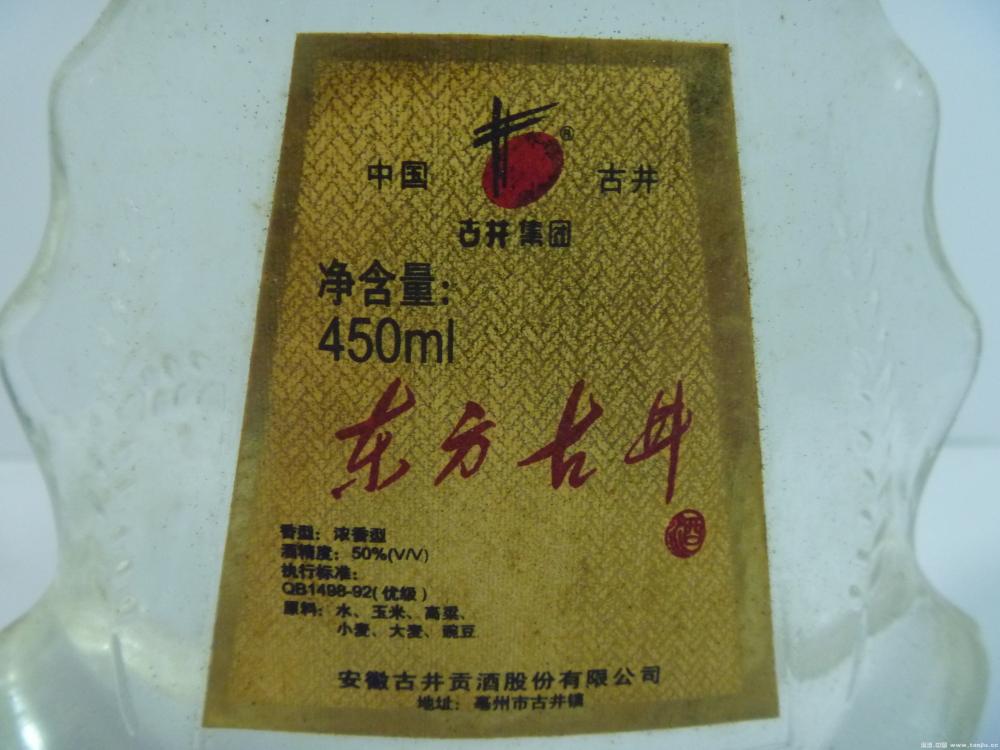 中国 ® 古井
古井集团
净含量:
450ml
东方古井
酒
香型：浓香型
酒精度：50%(V/V)
执行标准：
QB1498-92(优级)
原料：水、玉米、高粱、
小麦、大麦、豌豆
安徽古井贡酒股份有限公司
地址：亳州市古井镇